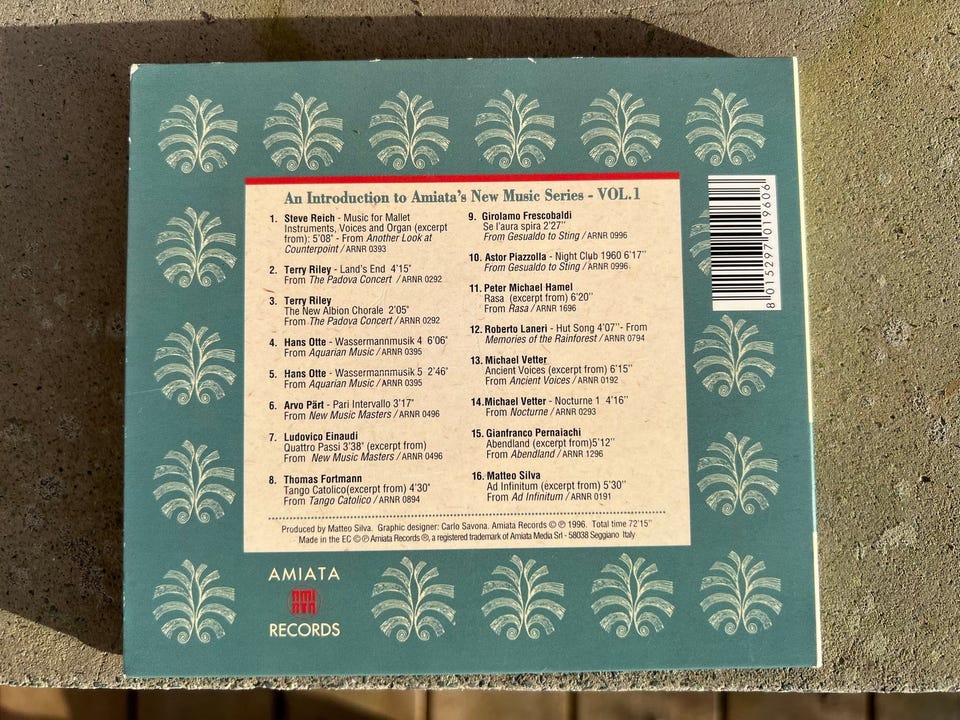 An Introduction to Amiata's New Music Series - VOL.1
1. Steve Reich - Music for Mallet
Instruments, Voices and Organ (excerpt
from): 5'08" - From Another Look at
Counterpoint / ARNR 0393
2. Terry Riley - Land's End 4'15"
From The Padova Concert / ARNR 0292
3. Terry Riley
The New Albion Chorale 2'05"
From The Padova Concert / ARNR 0292
4. Hans Otte - Wassermannmusik 4 6'06"
From Aquarian Music / ARNR 0395
5. Hans Otte - Wassermannmusik 5 2'46"
From Aquarian Music / ARNR 0395
6. Arvo Pärt - Pari Intervallo 3'17"
From New Music Masters / ARNR 0496
7. Ludovico Einaudi
Quattro Passi 3'38" (excerpt from)
From New Music Masters / ARNR 0496
8. Thomas Fortmann
Tango Catolico(excerpt from) 4'30"
From Tango Catolico / ARNR 0894
9. Girolamo Frescobaldi
Se l'aura spira 2'27"
From Gesualdo to Sting / ARNR 0996
10. Astor Piazzolla - Night Club 1960 6'17"
From Gesualdo to Sting / ARNR 0996
11. Peter Michael Hamel
Rasa (excerpt from) 6'20"
From Rasa / ARNR 1696
12. Roberto Laneri - Hut Song 4'07"- From
Memories of the Rainforest / ARNR 0794
13. Michael Vetter
Ancient Voices (excerpt from) 6'15"
From Ancient Voices / ARNR 0192
14. Michael Vetter - Nocturne 1 4'16"
From Nocturne / ARNR 0293
15. Gianfranco Pernaiachi
Abendland (excerpt from)5'12"
From Abendland / ARNR 1296
16. Matteo Silva
Ad Infinitum (excerpt from) 5'30"
From Ad Infinitum / ARNR 0191
Produced by Matteo Silva. Graphic designer: Carlo Savona. Amiata Records © ℗ 1996. Total time 72'15"
Made in the EC © ℗ Amiata Records ®, a registered trademark of Amiata Media Srl - 58038 Seggiano Italy
8 015297 019606
AMIATA
RECORDS